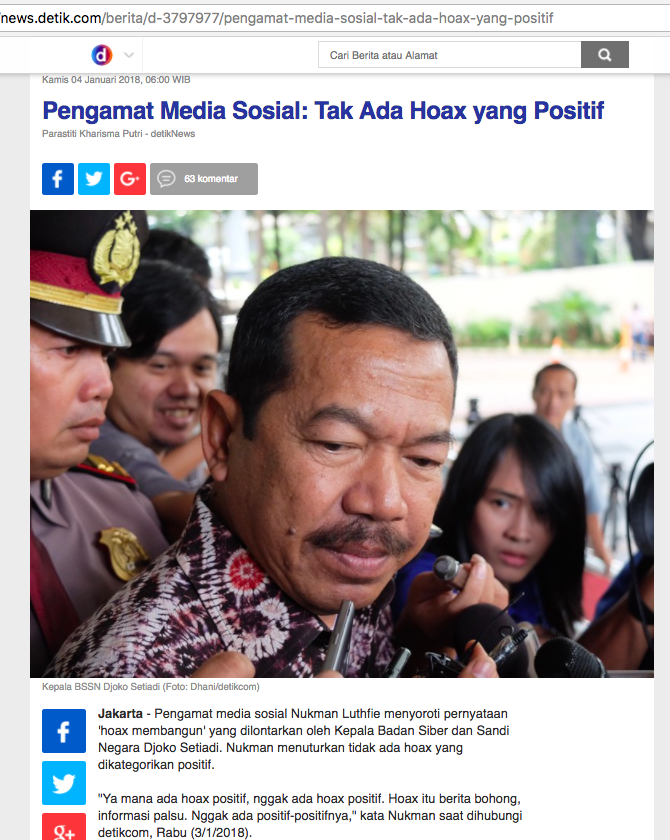 news.detik.com/berita/d-3797977/pengamat-media-sosial-tak-ada-hoax-yang-positif
d
Cari Berita atau Alamat
Kamis 04 Januari 2018, 06:00 WIB
Pengamat Media Sosial: Tak Ada Hoax yang Positif
Parastiti Kharisma Putri - detikNews
f G+ 63 komentar
Kepala BSSN Djoko Setiadi (Foto: Dhani/detikcom)
f
Jakarta - Pengamat media sosial Nukman Luthfie menyoroti pernyataan
'hoax membangun' yang dilontarkan oleh Kepala Badan Siber dan Sandi
Negara Djoko Setiadi. Nukman menuturkan tidak ada hoax yang
dikategorikan positif.
"Ya mana ada hoax positif, nggak ada hoax positif. Hoax itu berita bohong,
informasi palsu. Nggak ada positif-positifnya," kata Nukman saat dihubungi
detikcom, Rabu (3/1/2018).
g+